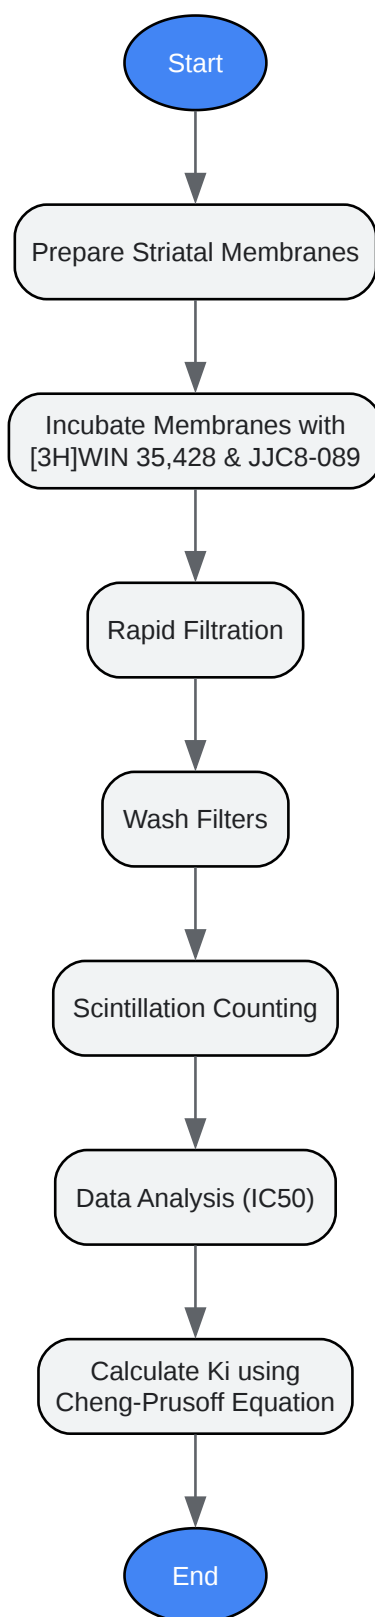 Start
Prepare Striatal Membranes
Incubate Membranes with
[3H]WIN 35,428 & JJC8-089
Rapid Filtration
Wash Filters
Scintillation Counting
Data Analysis (IC50)
Calculate Ki using
Cheng-Prusoff Equation
End